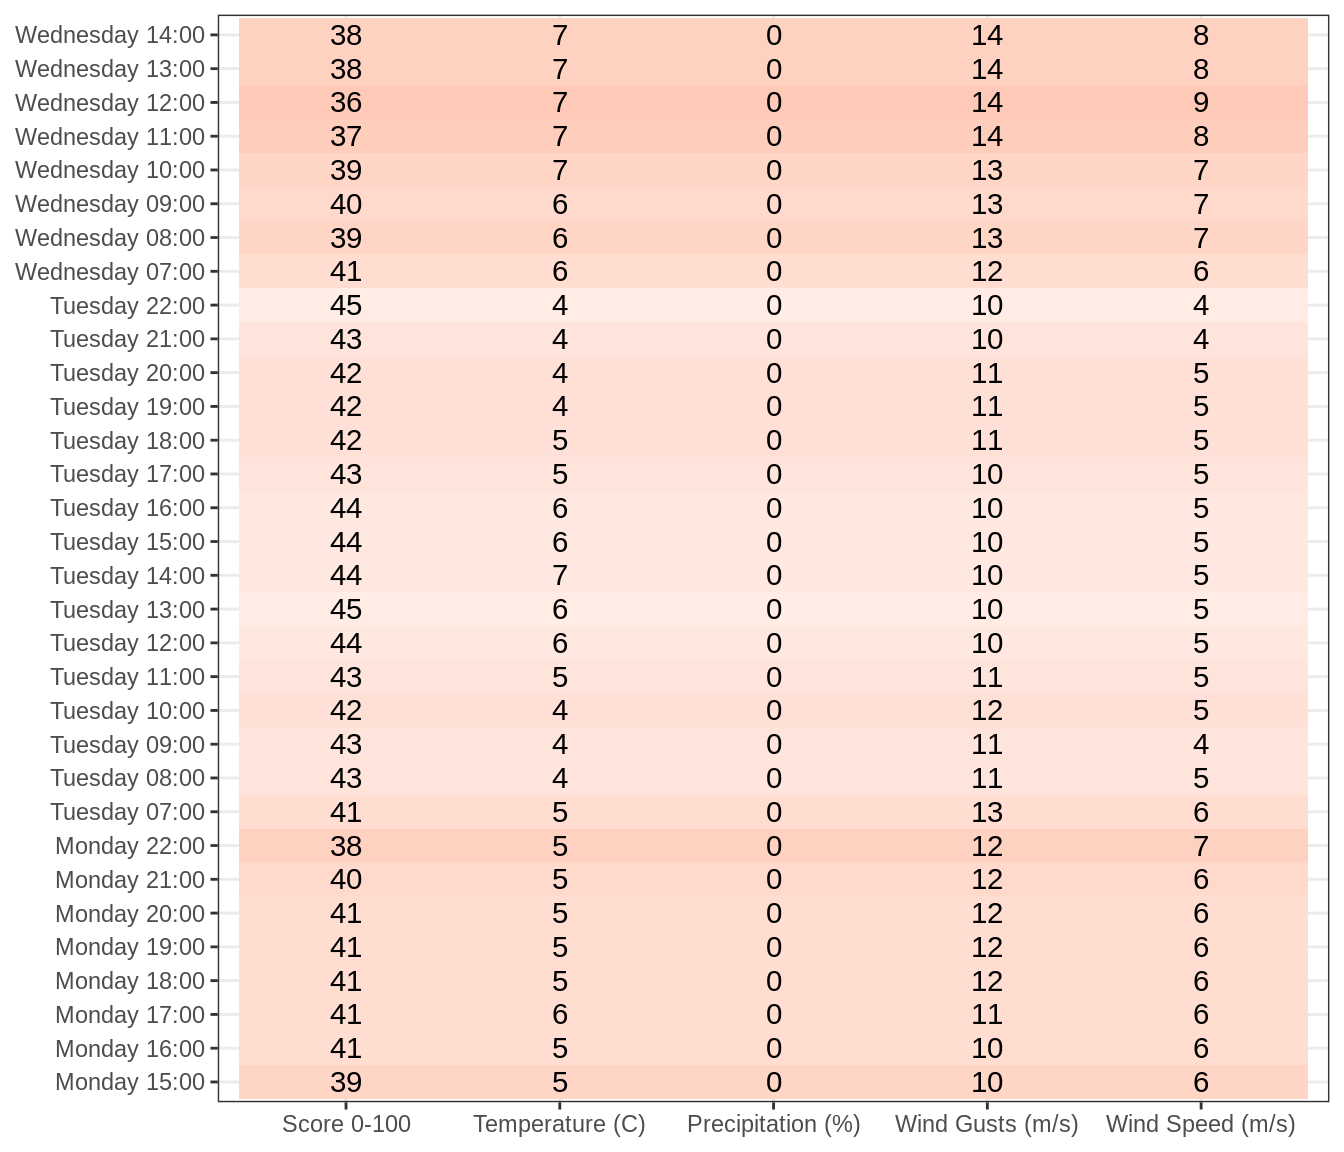 Wednesday 14:00 38 7 0 14 8
Wednesday 13:00 38 7 0 14 8
Wednesday 12:00 36 7 0 14 9
Wednesday 11:00 37 7 0 14 8
Wednesday 10:00 39 7 0 13 7
Wednesday 09:00 40 6 0 13 7
Wednesday 08:00 39 6 0 13 7
Wednesday 07:00 41 6 0 12 6
Tuesday 22:00 45 4 0 10 4
Tuesday 21:00 43 4 0 10 4
Tuesday 20:00 42 4 0 11 5
Tuesday 19:00 42 4 0 11 5
Tuesday 18:00 42 5 0 11 5
Tuesday 17:00 43 5 0 10 5
Tuesday 16:00 44 6 0 10 5
Tuesday 15:00 44 6 0 10 5
Tuesday 14:00 44 7 0 10 5
Tuesday 13:00 45 6 0 10 5
Tuesday 12:00 44 6 0 10 5
Tuesday 11:00 43 5 0 11 5
Tuesday 10:00 42 4 0 12 5
Tuesday 09:00 43 4 0 11 4
Tuesday 08:00 43 4 0 11 5
Tuesday 07:00 41 5 0 13 6
Monday 22:00 38 5 0 12 7
Monday 21:00 40 5 0 12 6
Monday 20:00 41 5 0 12 6
Monday 19:00 41 5 0 12 6
Monday 18:00 41 5 0 12 6
Monday 17:00 41 6 0 11 6
Monday 16:00 41 5 0 10 6
Monday 15:00 39 5 0 10 6
Score 0-100 Temperature (C) Precipitation (%) Wind Gusts (m/s) Wind Speed (m/s)